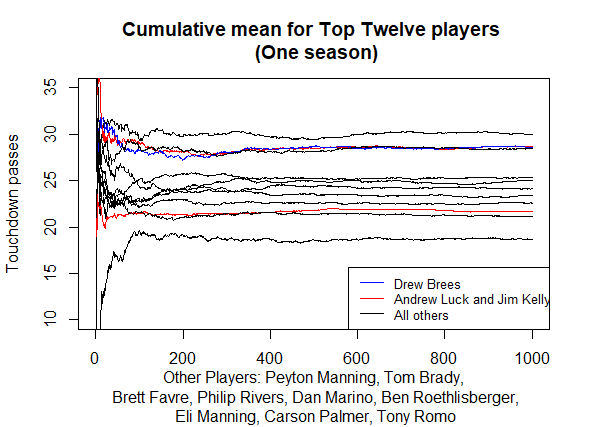 Cumulative mean for Top Twelve players
(One season)
Touchdown passes
35
30
25
20
15
10
Drew Brees
Andrew Luck and Jim Kelly
All others
0 200 400 600 800 1000
Other Players: Peyton Manning, Tom Brady,
Brett Favre, Philip Rivers, Dan Marino, Ben Roethlisberger,
Eli Manning, Carson Palmer, Tony Romo